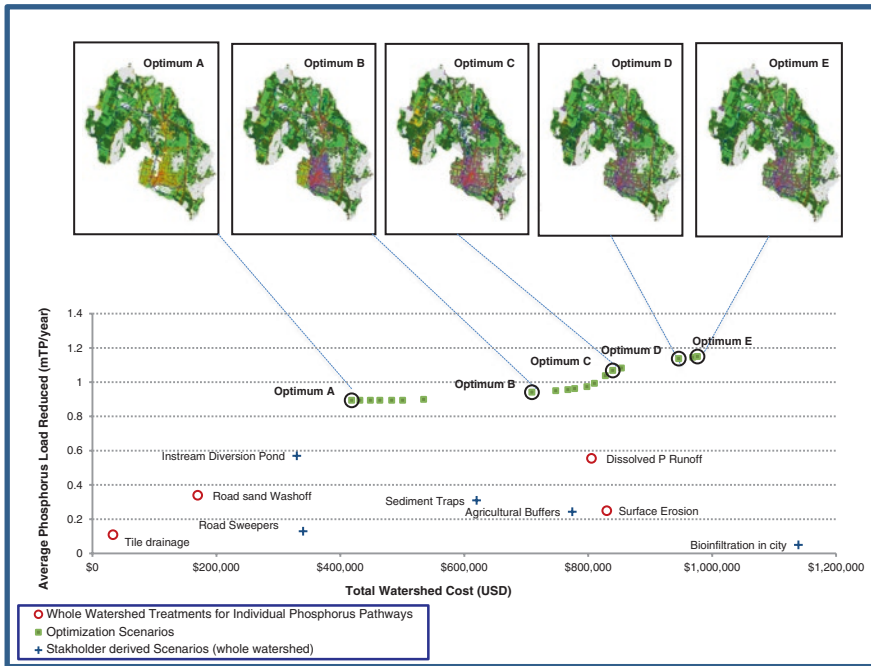 Optimum A
Optimum B
Optimum C
Optimum D
Optimum E
Average Phosphorus Load Reduced (mTP/year)
1.4
1.2
1
0.8
0.6
0.4
0.2
0
Optimum A
Optimum B
Optimum C
Optimum D
Optimum E
Instream Diversion Pond
Dissolved P Runoff
Road sand Washoff
Sediment Traps
Agricultural Buffers
Surface Erosion
Road Sweepers
Tile drainage
Bioinfiltration in city
$0
$200,000
$400,000
$600,000
$800,000
$1,000,000
$1,200,000
Total Watershed Cost (USD)
Whole Watershed Treatments for Individual Phosphorus Pathways
Optimization Scenarios
Stakholder derived Scenarios (whole watershed)